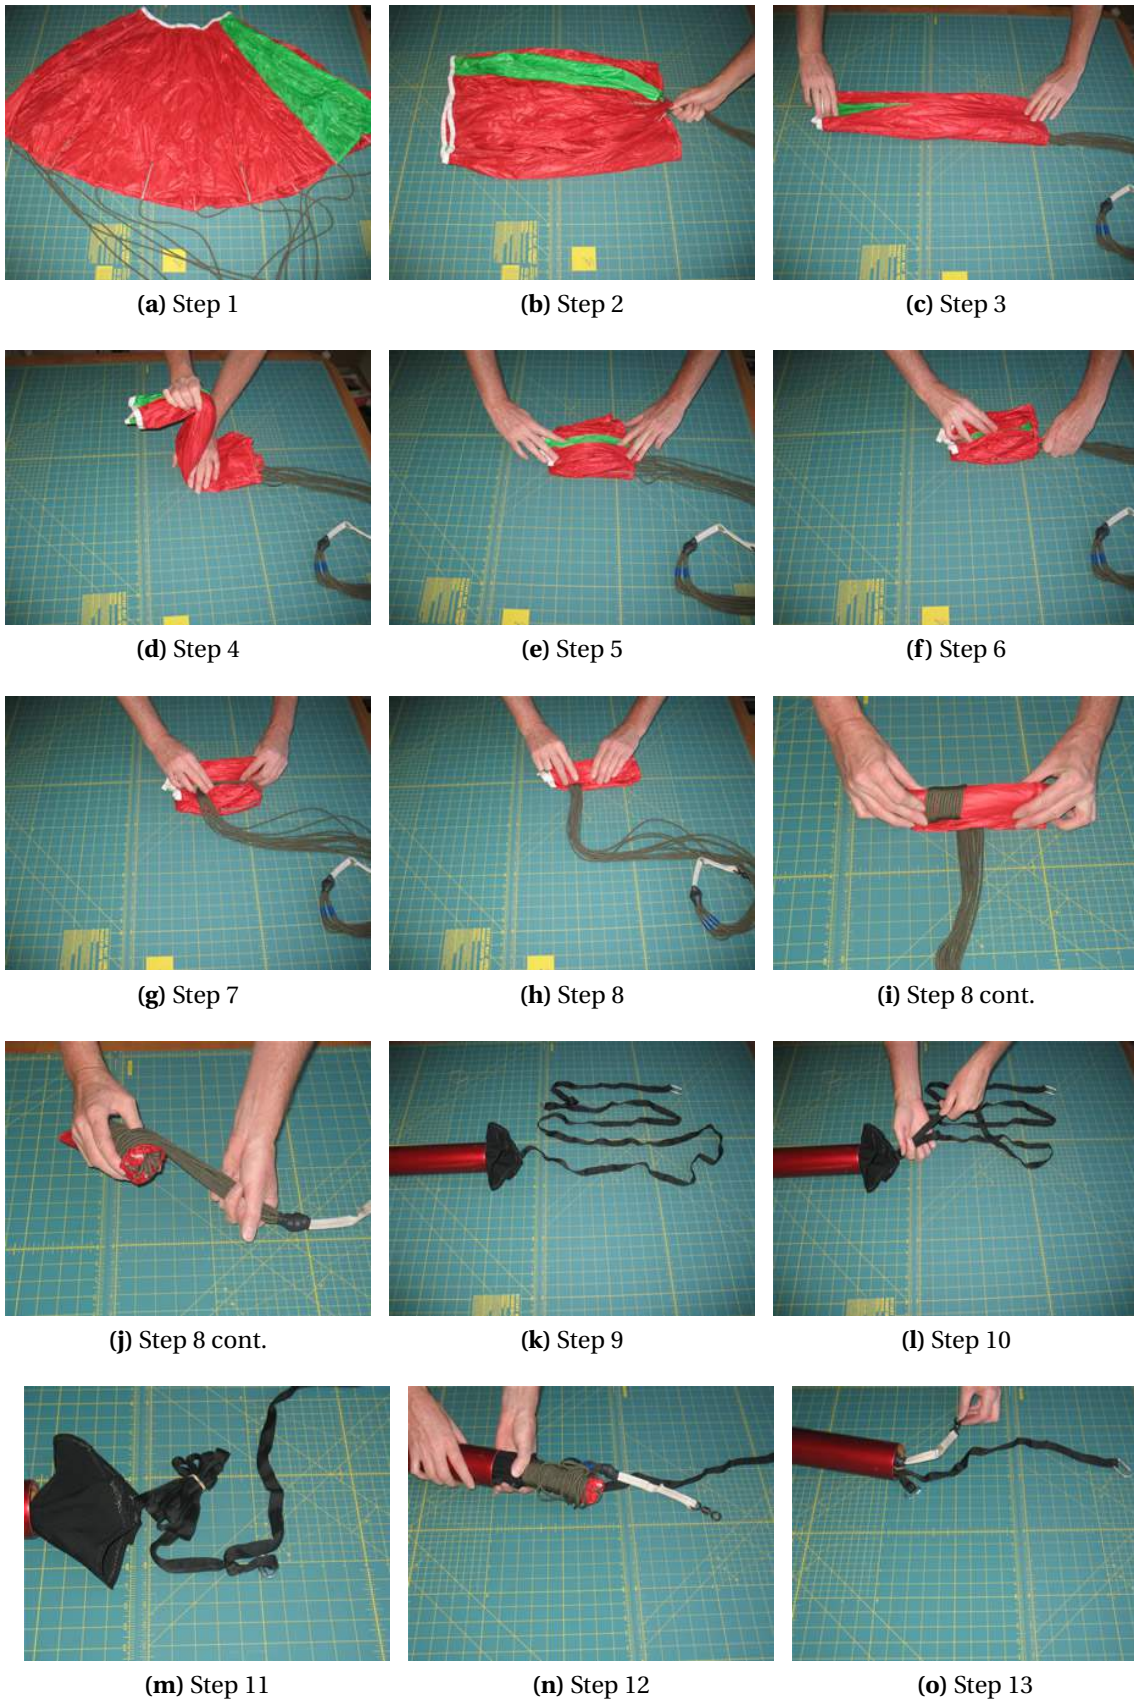 (a) Step 1
(b) Step 2
(c) Step 3
(d) Step 4
(e) Step 5
(f) Step 6
(g) Step 7
(h) Step 8
(i) Step 8 cont.
(j) Step 8 cont.
(k) Step 9
(l) Step 10
(m) Step 11
(n) Step 12
(o) Step 13